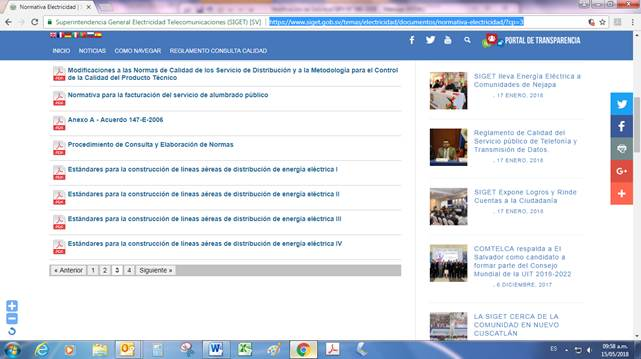 Normativa Electricidad |
Superintendencia General Electricidad Telecomunicaciones (SIGET) [SV]
https://www.siget.gob.sv/temas/electricidad/documentos/normativa-electricidad/?cp=3
INICIO NOTICIAS COMO NAVEGAR REGLAMENTO CONSULTA CALIDAD
PORTAL DE TRANSPARENCIA
Modificaciones a las Normas de Calidad de los Servicio de Distribución y a la Metodología para el Control
de la Calidad del Producto Técnico
Normativa para la facturación del servicio de alumbrado público
Anexo A - Acuerdo 147-E-2006
Procedimiento de Consulta y Elaboración de Normas
Estándares para la construcción de líneas aéreas de distribución de energía eléctrica I
Estándares para la construcción de líneas aéreas de distribución de energía eléctrica II
Estándares para la construcción de líneas aéreas de distribución de energía eléctrica III
Estándares para la construcción de líneas aéreas de distribución de energía eléctrica IV
« Anterior 1 2 3 4 Siguiente »
SIGET lleva Energía Eléctrica a
Comunidades de Nejapa
. 17 ENERO, 2018
Reglamento de Calidad del
Servicio público de Telefonía y
Transmisión de Datos.
. 17 ENERO, 2018
SIGET Expone Logros y Rinde
Cuentas a la Ciudadanía
. 17 ENERO, 2018
COMTELCA respalda a El
Salvador como candidato a
formar parte del Consejo
Mundial de la UIT 2018-2022
. 6 DICIEMBRE, 2017
LA SIGET CERCA DE LA
COMUNIDAD EN NUEVO
CUSCATLÁN
ES
09:58 a.m.
15/05/2018